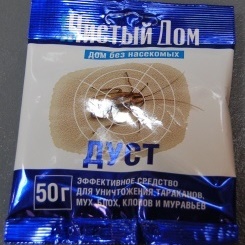 Чистый Дом
дом без насекомых
ДУСТ
50г
ЭФФЕКТИВНОЕ СРЕДСТВО
ДЛЯ УНИЧТОЖЕНИЯ ТАРАКАНОВ,
МУХ, БЛОХ, КЛОПОВ И МУРАВЬЕВ